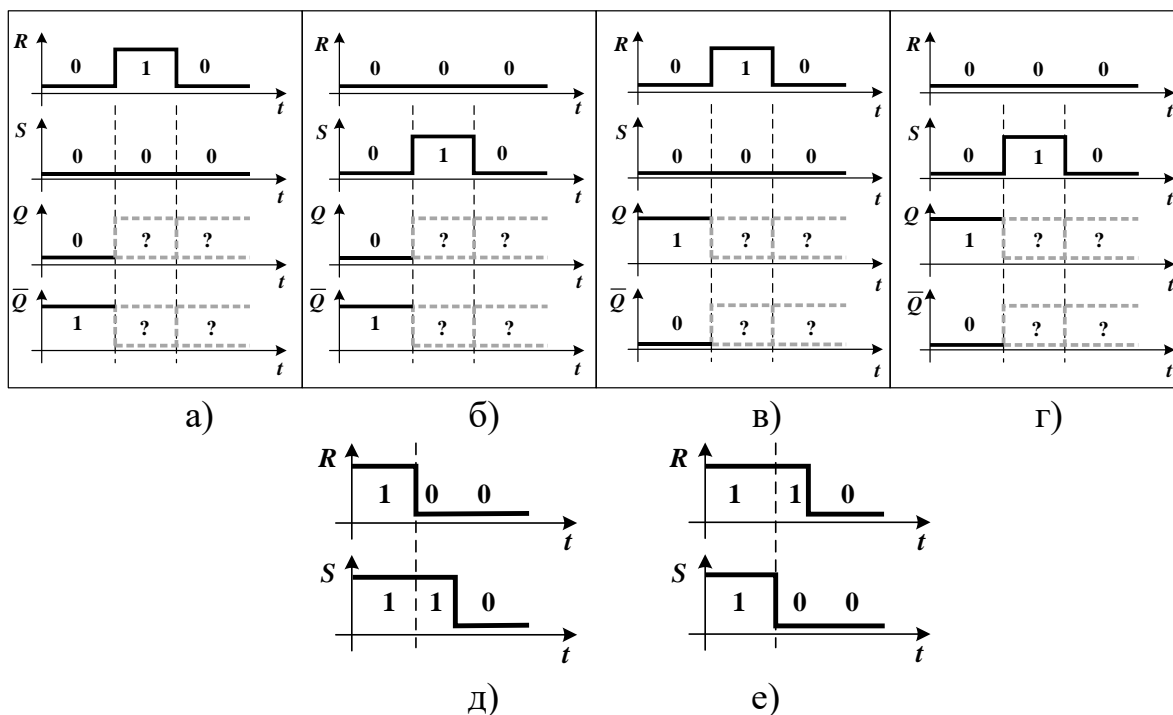 R R R R
0 1 0 0 0 0 0 1 0 0 0 0
t t t t
S S S S
0 0 0 0 1 0 0 0 0 0 1 0
t t t t
Q Q Q Q
0 ? ? 0 ? ? 1 ? ? 1 ? ?
t t t t
Q̅ Q̅ Q̅ Q̅
1 ? ? 1 ? ? 0 ? ? 0 ? ?
t t t t
а) б) в) г)
R R
1 0 0 1 1 0
t t
S S
1 1 0 1 0 0
t t
д) е)